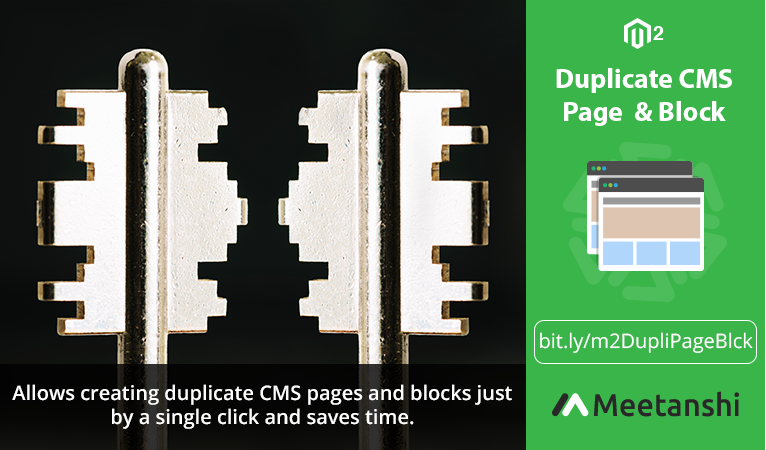 2
Duplicate CMS
Page & Block
bit.ly/m2DupliPageBlck
Meetanshi
Allows creating duplicate CMS pages and blocks just
by a single click and saves time.